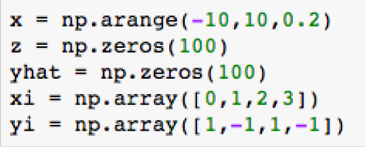 x = np.arange(-10,10,0.2)
z = np.zeros(100)
yhat = np.zeros(100)
xi = np.array([0,1,2,3])
yi = np.array([1,-1,1,-1])